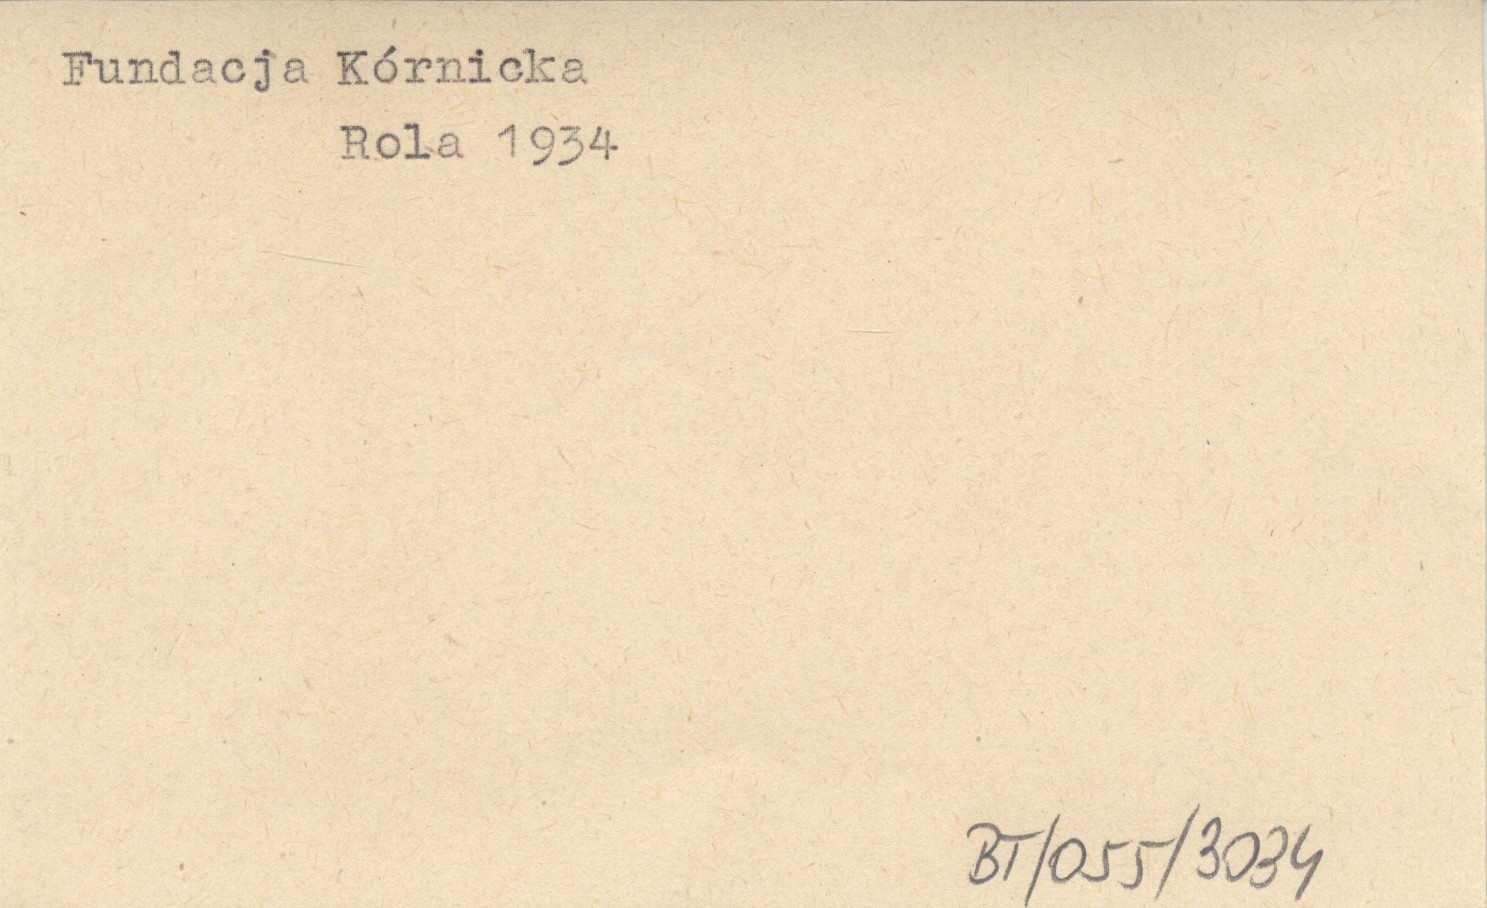 Fundacja Kórnicka
Rola 1934
BT/055/3034